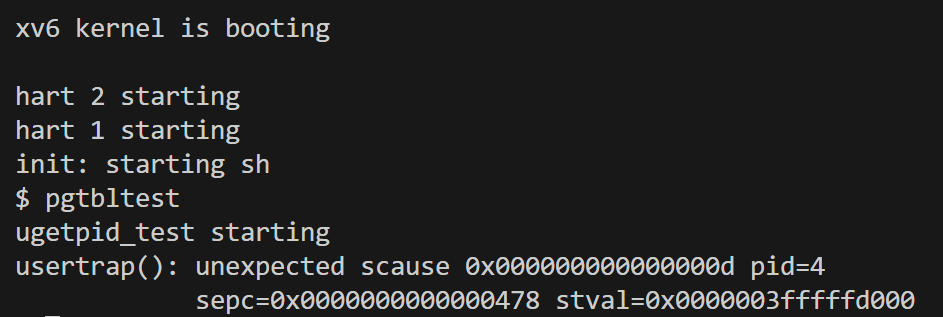 xv6 kernel is booting
hart 2 starting
hart 1 starting
init: starting sh
$ pgtbltest
ugetpid_test starting
usertrap(): unexpected scause 0x000000000000000d pid=4
sepc=0x0000000000000478 stval=0x0000003fffffd000